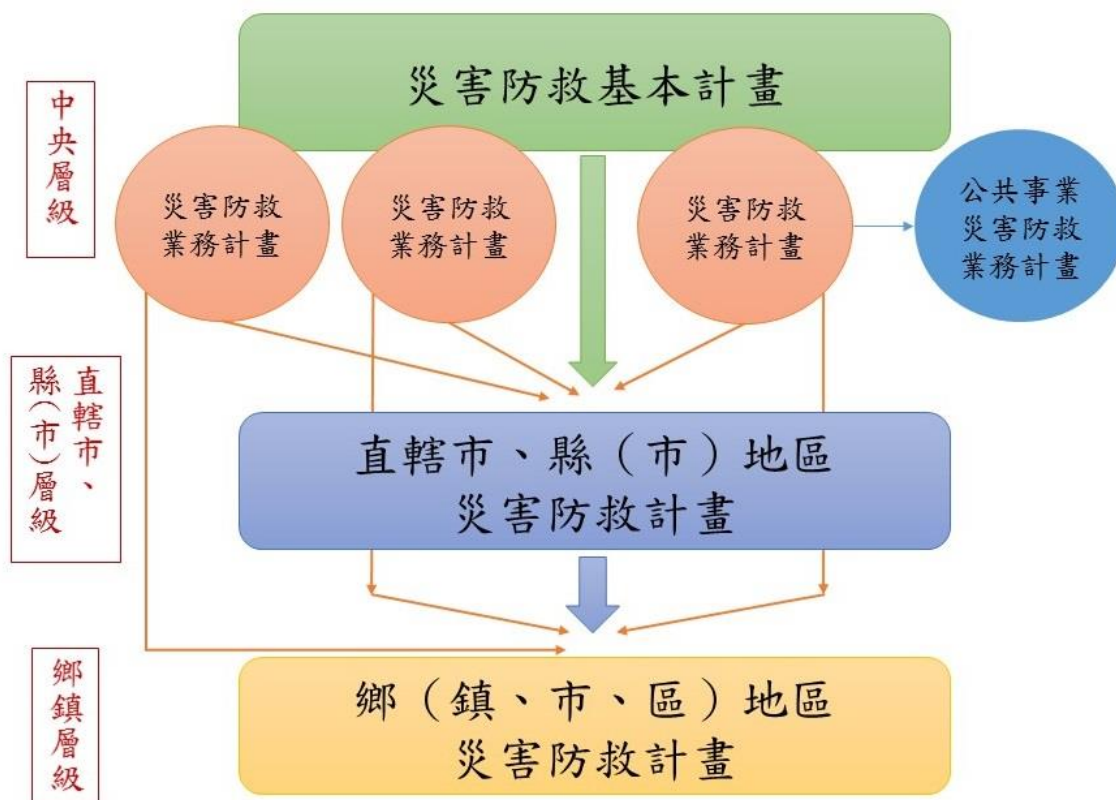 災害防救基本計畫
中央層級
災害防救
業務計畫
災害防救
業務計畫
災害防救
業務計畫
公共事業
災害防救
業務計畫
直轄市、
縣(市)層級
直轄市、縣（市）地區
災害防救計畫
鄉鎮層級
鄉（鎮、市、區）地區
災害防救計畫